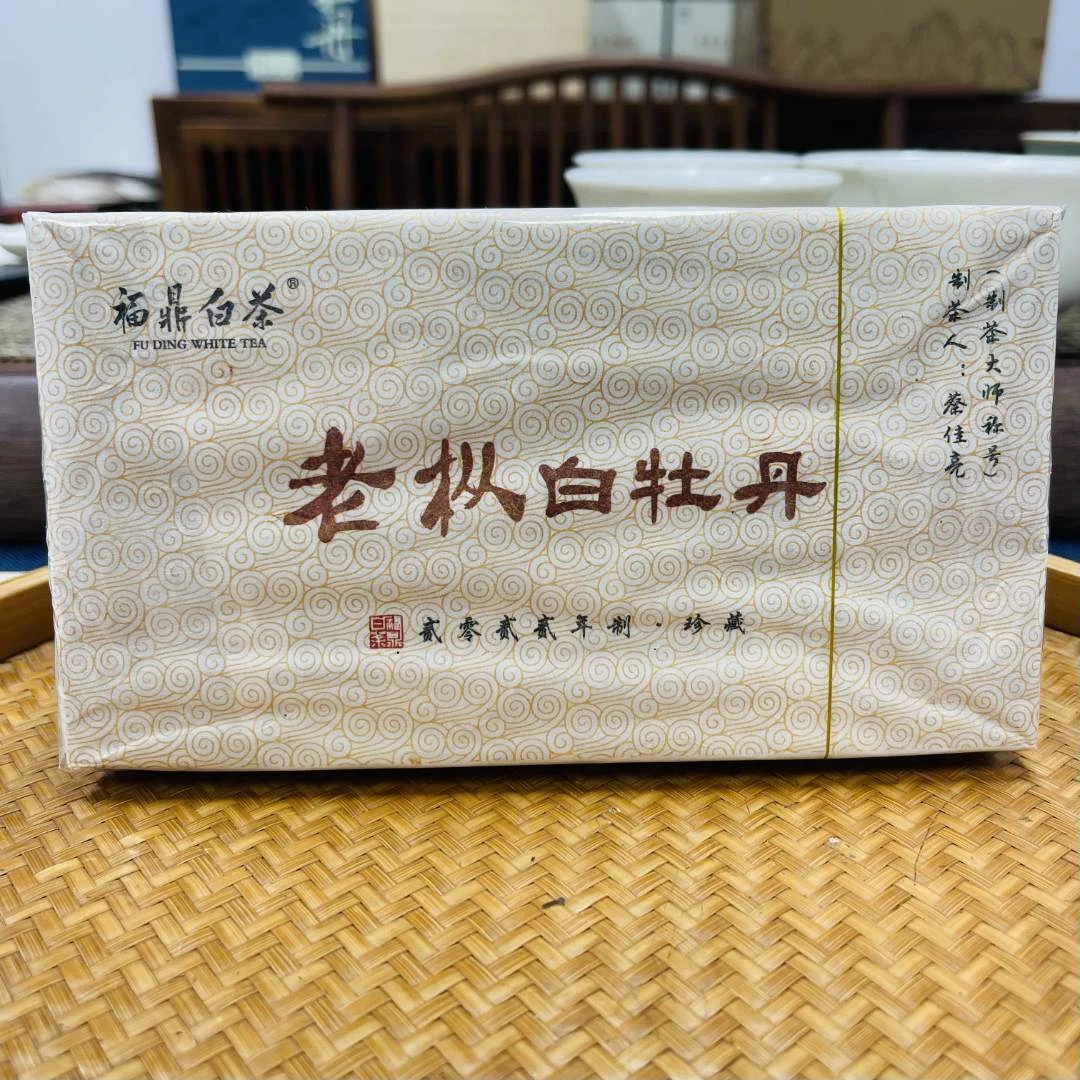 福鼎白茶®
FU DING WHITE TEA
（制茶大师称号）
制茶人：蔡佳亮
老枞白牡丹
贰零贰贰年制·珍藏